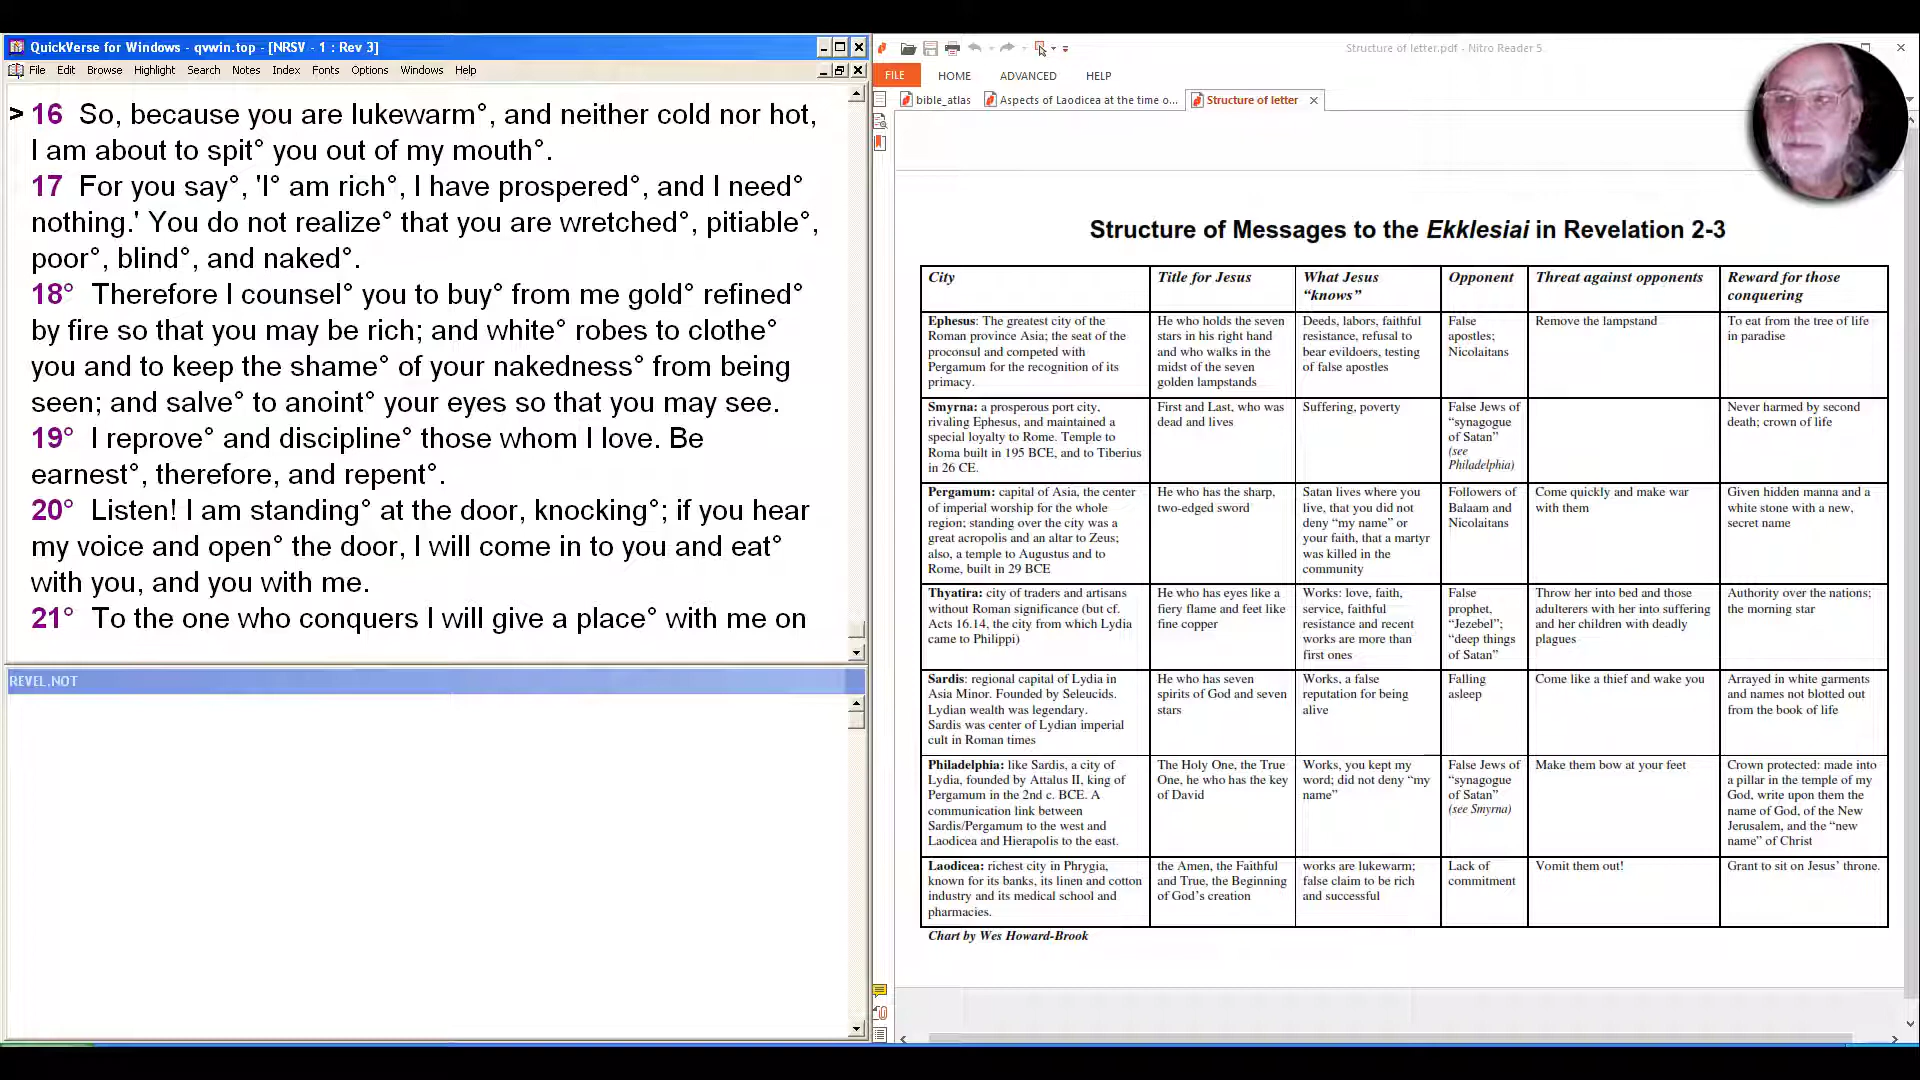 QuickVerse for Windows - qvwin.top - [NRSV - 1 : Rev 3]
File Edit Browse Highlight Search Notes Index Fonts Options Windows Help
> 16 So, because you are lukewarm°, and neither cold nor hot,
I am about to spit° you out of my mouth°.
17 For you say°, 'I° am rich°, I have prospered°, and I need°
nothing.' You do not realize° that you are wretched°, pitiable°,
poor°, blind°, and naked°.
18° Therefore I counsel° you to buy° from me gold° refined°
by fire so that you may be rich; and white° robes to clothe°
you and to keep the shame° of your nakedness° from being
seen; and salve° to anoint° your eyes so that you may see.
19° I reprove° and discipline° those whom I love. Be
earnest°, therefore, and repent°.
20° Listen! I am standing° at the door, knocking°; if you hear
my voice and open° the door, I will come in to you and eat°
with you, and you with me.
21° To the one who conquers I will give a place° with me on
REVEL.NOT
Structure of letter.pdf - Nitro Reader 5
FILE HOME ADVANCED HELP
bible_atlas Aspects of Laodicea at the time o... Structure of letter
Structure of Messages to the Ekklesiai in Revelation 2-3
City
Title for Jesus
What Jesus
“knows”
Opponent
Threat against opponents
Reward for those
conquering
Ephesus: The greatest city of the
Roman province Asia; the seat of the
proconsul and competed with
Pergamum for the recognition of its
primacy.
He who holds the seven
stars in his right hand
and who walks in the
midst of the seven
golden lampstands
Deeds, labors, faithful
resistance, refusal to
bear evildoers, testing
of false apostles
False
apostles;
Nicolaitans
Remove the lampstand
To eat from the tree of life
in paradise
Smyrna: a prosperous port city,
rivaling Ephesus, and maintained a
special loyalty to Rome. Temple to
Roma built in 195 BCE, and to Tiberius
in 26 CE.
First and Last, who was
dead and lives
Suffering, poverty
False Jews of
“synagogue
of Satan”
(see
Philadelphia)
Never harmed by second
death; crown of life
Pergamum: capital of Asia, the center
of imperial worship for the whole
region; standing over the city was a
great acropolis and an altar to Zeus;
also, a temple to Augustus and to
Rome, built in 29 BCE
He who has the sharp,
two-edged sword
Satan lives where you
live, that you did not
deny “my name” or
your faith, that a martyr
was killed in the
community
Followers of
Balaam and
Nicolaitans
Come quickly and make war
with them
Given hidden manna and a
white stone with a new,
secret name
Thyatira: city of traders and artisans
without Roman significance (but cf.
Acts 16.14, the city from which Lydia
came to Philippi)
He who has eyes like a
fiery flame and feet like
fine copper
Works: love, faith,
service, faithful
resistance and recent
works are more than
first ones
False
prophet,
“Jezebel”;
“deep things
of Satan”
Throw her into bed and those
adulterers with her into suffering
and her children with deadly
plagues
Authority over the nations;
the morning star
Sardis: regional capital of Lydia in
Asia Minor. Founded by Seleucids.
Lydian wealth was legendary.
Sardis was center of Lydian imperial
cult in Roman times
He who has seven
spirits of God and seven
stars
Works, a false
reputation for being
alive
Falling
asleep
Come like a thief and wake you
Arrayed in white garments
and names not blotted out
from the book of life
Philadelphia: like Sardis, a city of
Lydia, founded by Attalus II, king of
Pergamum in the 2nd c. BCE. A
communication link between
Sardis/Pergamum to the west and
Laodicea and Hierapolis to the east.
The Holy One, the True
One, he who has the key
of David
Works, you kept my
word; did not deny “my
name”
False Jews of
“synagogue
of Satan”
(see Smyrna)
Make them bow at your feet
Crown protected: made into
a pillar in the temple of my
God, write upon them the
name of God, of the New
Jerusalem, and the “new
name” of Christ
Laodicea: richest city in Phrygia,
known for its banks, its linen and cotton
industry and its medical school and
pharmacies.
the Amen, the Faithful
and True, the Beginning
of God’s creation
works are lukewarm;
false claim to be rich
and successful
Lack of
commitment
Vomit them out!
Grant to sit on Jesus’ throne.
Chart by Wes Howard-Brook